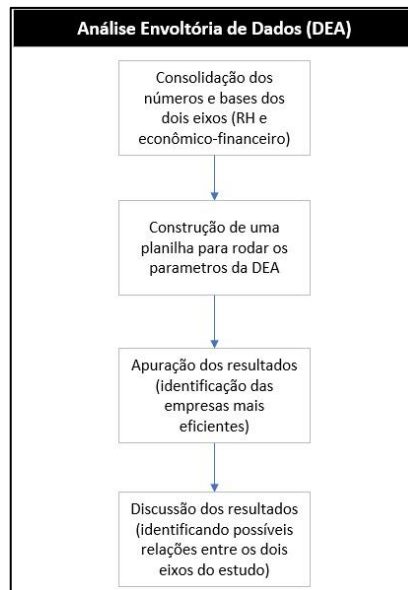 Análise Envoltória de Dados (DEA)
Consolidação dos
números e bases dos
dois eixos (RH e
econômico-financeiro)
Construção de uma
planilha para rodar os
parametros da DEA
Apuração dos resultados
(identificação das
empresas mais
eficientes)
Discussão dos resultados
(identificando possíveis
relações entre os dois
eixos do estudo)